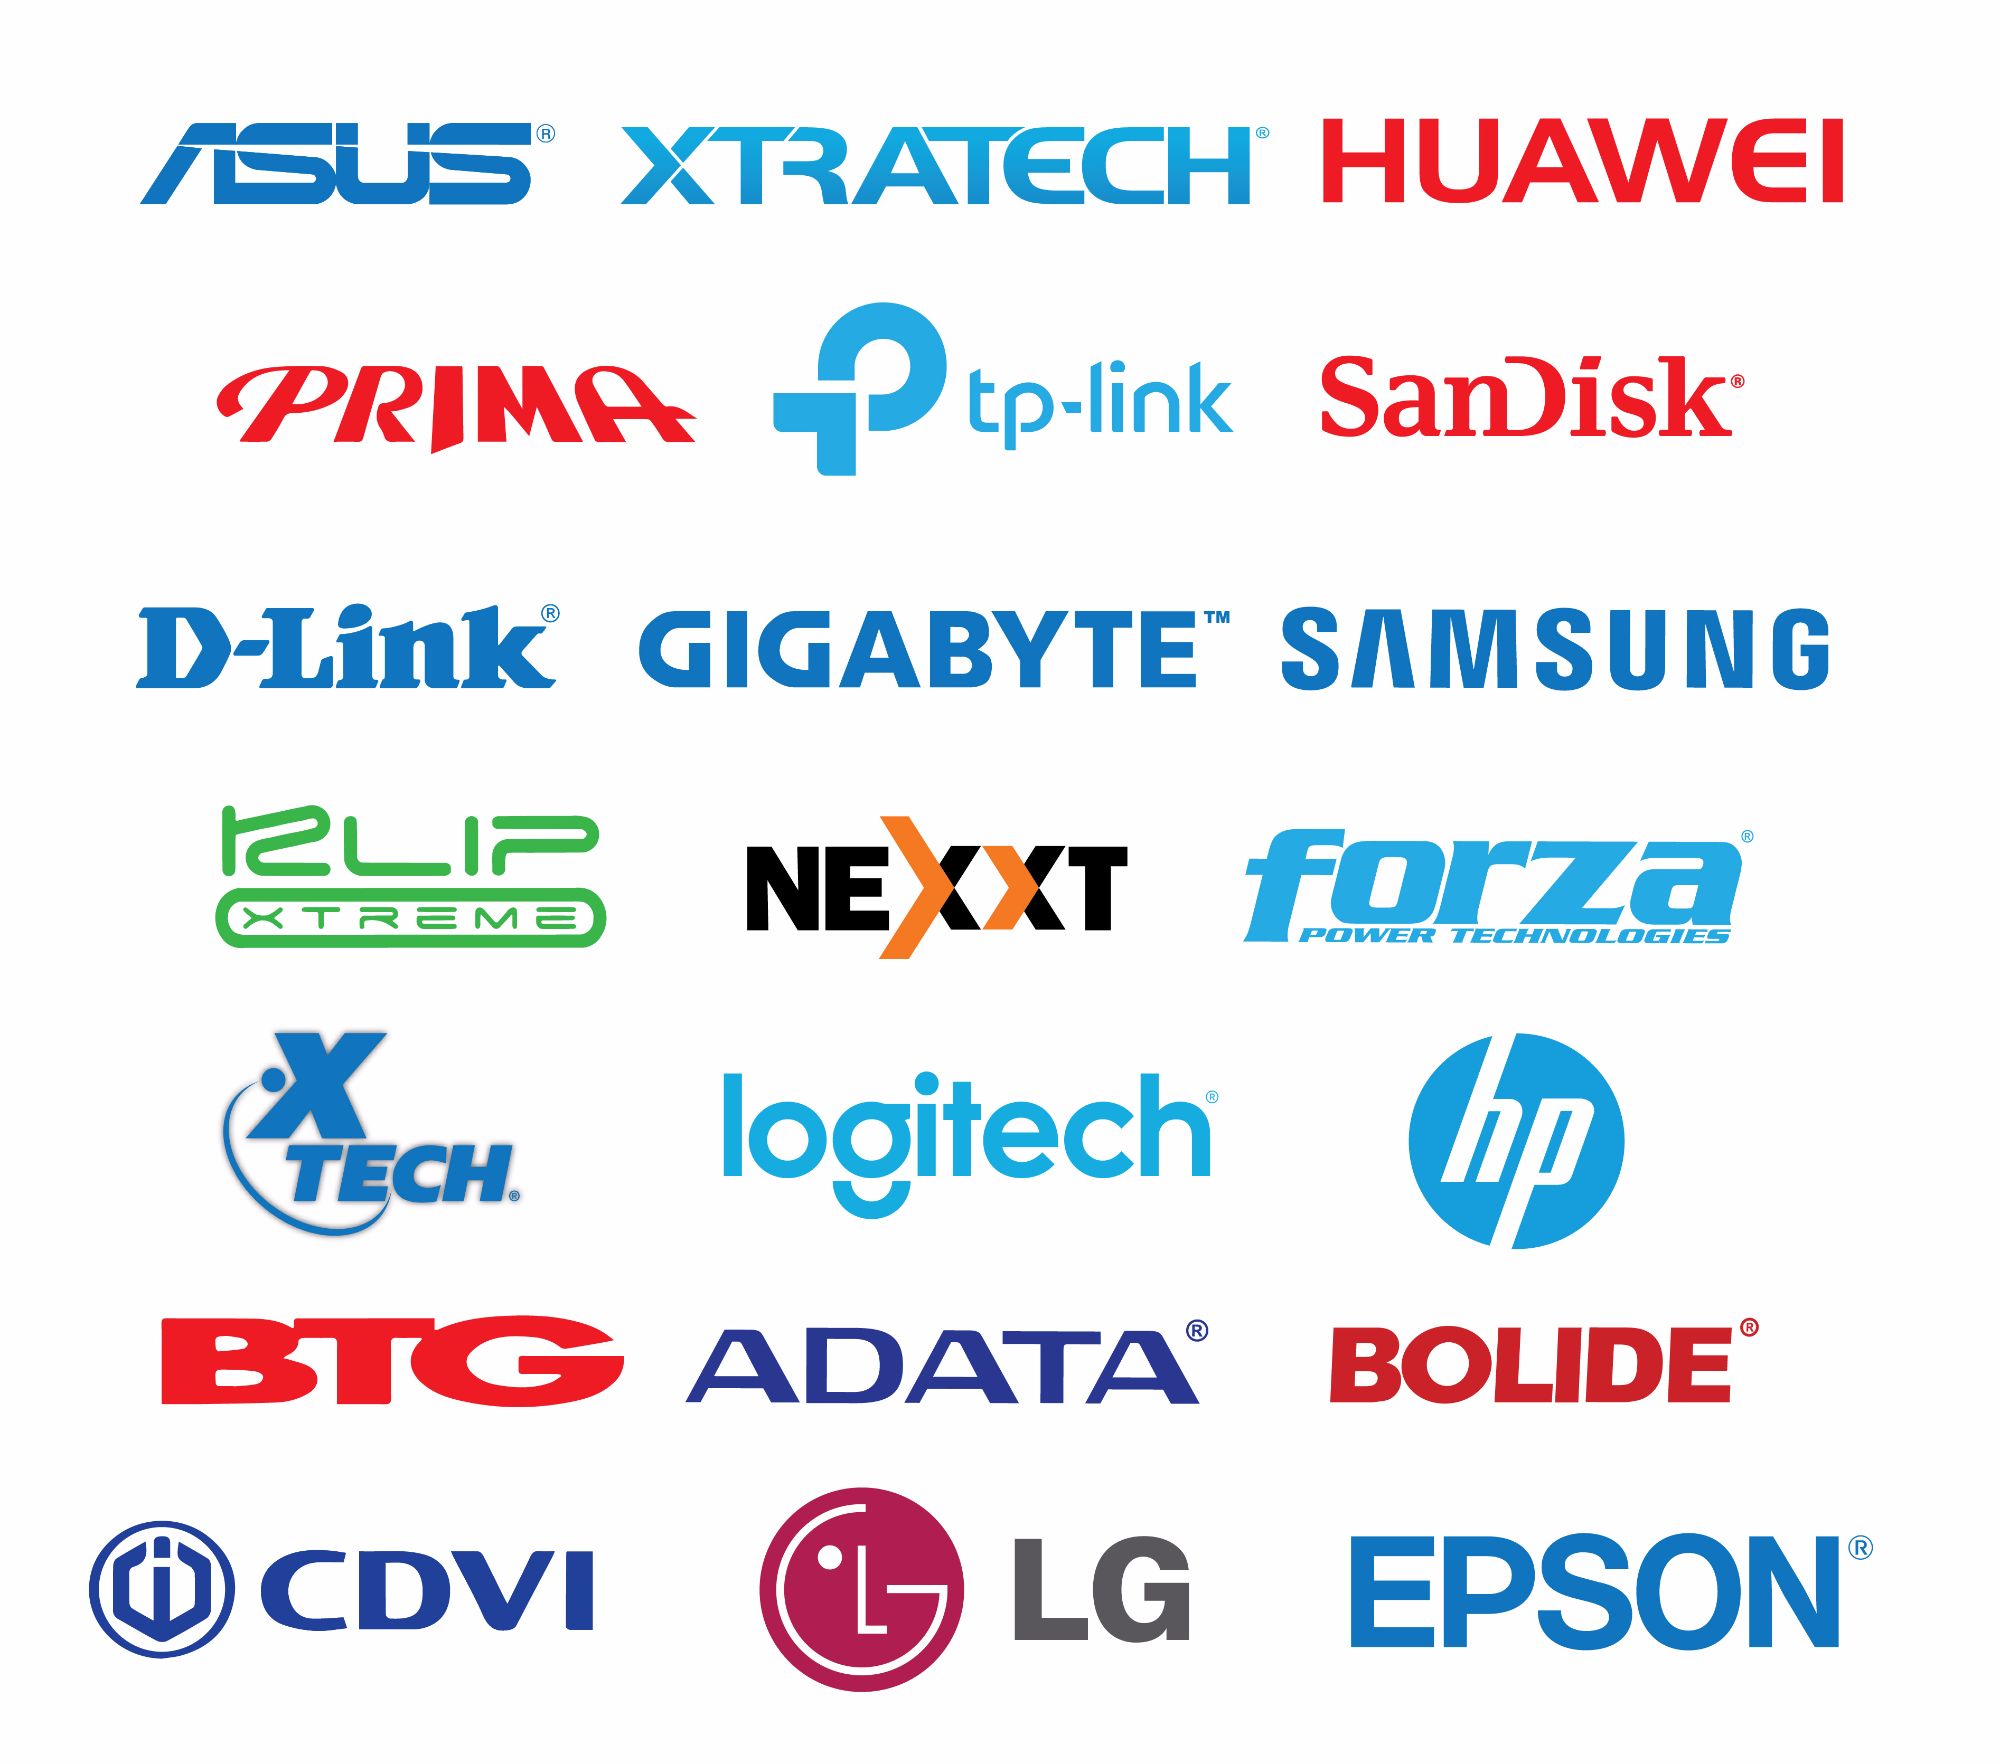 ASUS®
XTRATECH®
HUAWEI
PRIMA
tp-link
SanDisk®
D-Link®
GIGABYTE™
SAMSUNG
KLIP
XTREME
NEXXT
forza®
POWER TECHNOLOGIES
X
TECH®
logitech®
hp
BTG
ADATA®
BOLIDE®
CDVI
LG
EPSON®